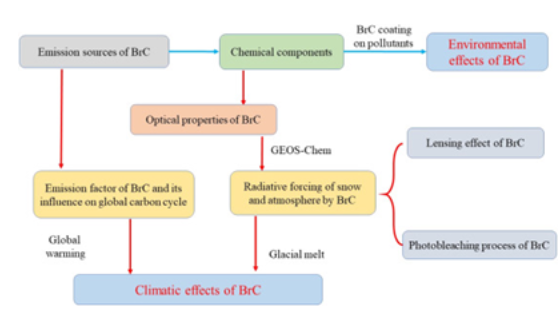 Emission sources of BrC
Chemical components
BrC coating
on pollutants
Environmental
effects of BrC
Optical properties of BrC
GEOS-Chem
Lensing effect of BrC
Emission factor of BrC and its
influence on global carbon cycle
Radiative forcing of snow
and atmosphere by BrC
Photobleaching process of BrC
Global
warming
Glacial melt
Climatic effects of BrC